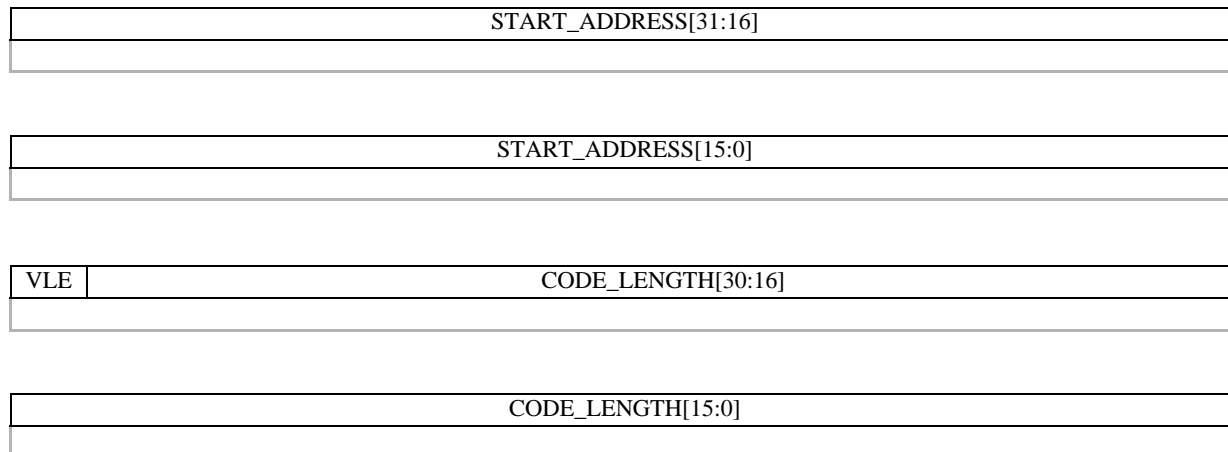 START_ADDRESS[31:16]
START_ADDRESS[15:0]
VLE CODE_LENGTH[30:16]
CODE_LENGTH[15:0]